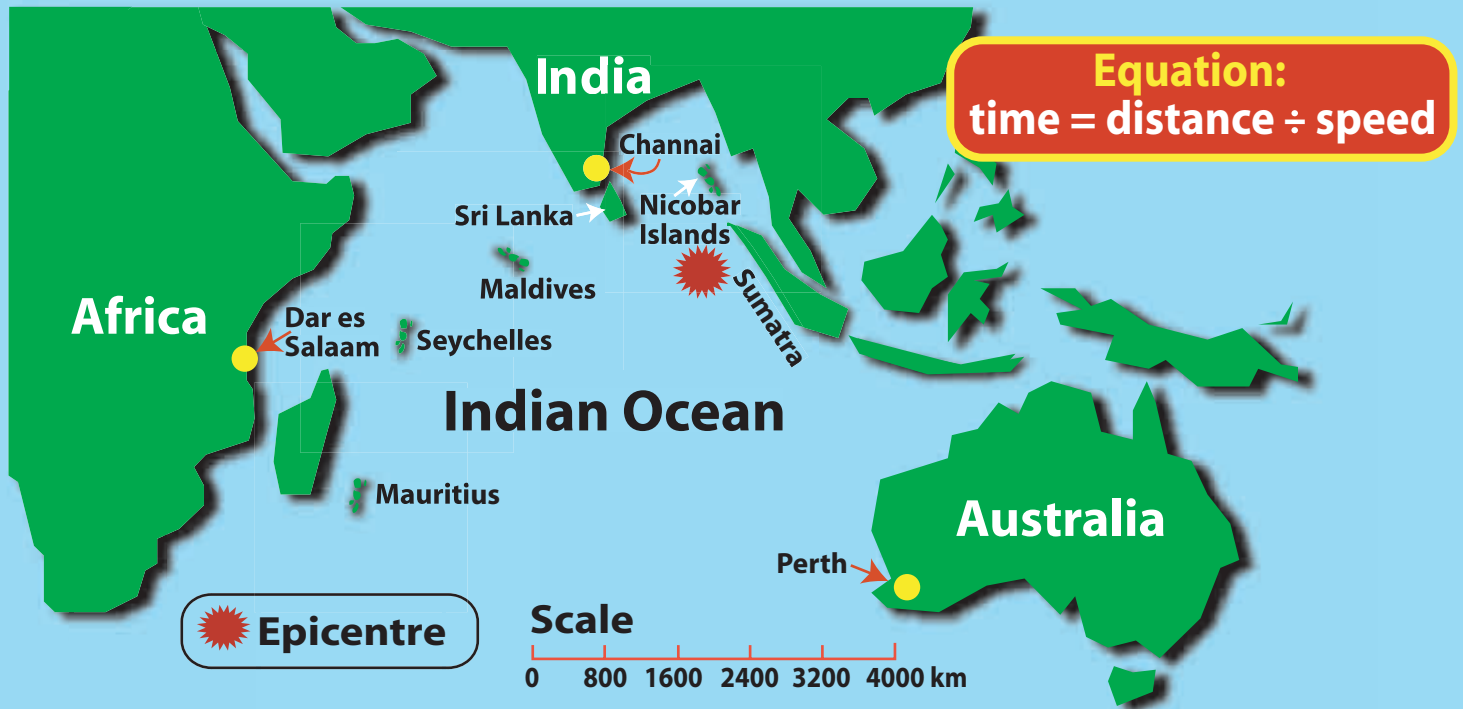 Equation:
time = distance ÷ speed
India
Channai
Sri Lanka
Nicobar
Islands
Maldives
Sumatra
Africa
Dar es
Salaam
Seychelles
Indian Ocean
Mauritius
Australia
Perth
Epicentre
Scale
0 800 1600 2400 3200 4000 km